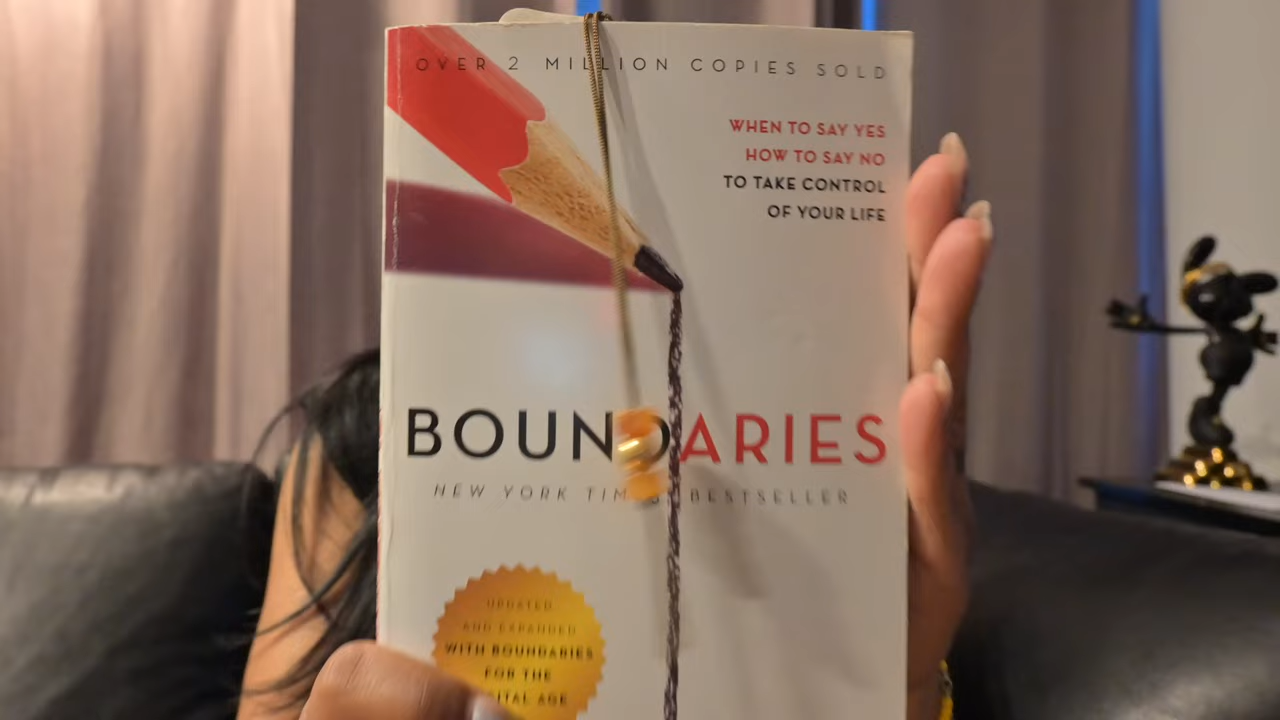 OVER 2 MILLION COPIES SOLD
WHEN TO SAY YES
HOW TO SAY NO
TO TAKE CONTROL
OF YOUR LIFE
BOUNDARIES
NEW YORK TIMES BESTSELLER
UPDATED
AND EXPANDED
WITH BOUNDARIES
FOR THE
AGE